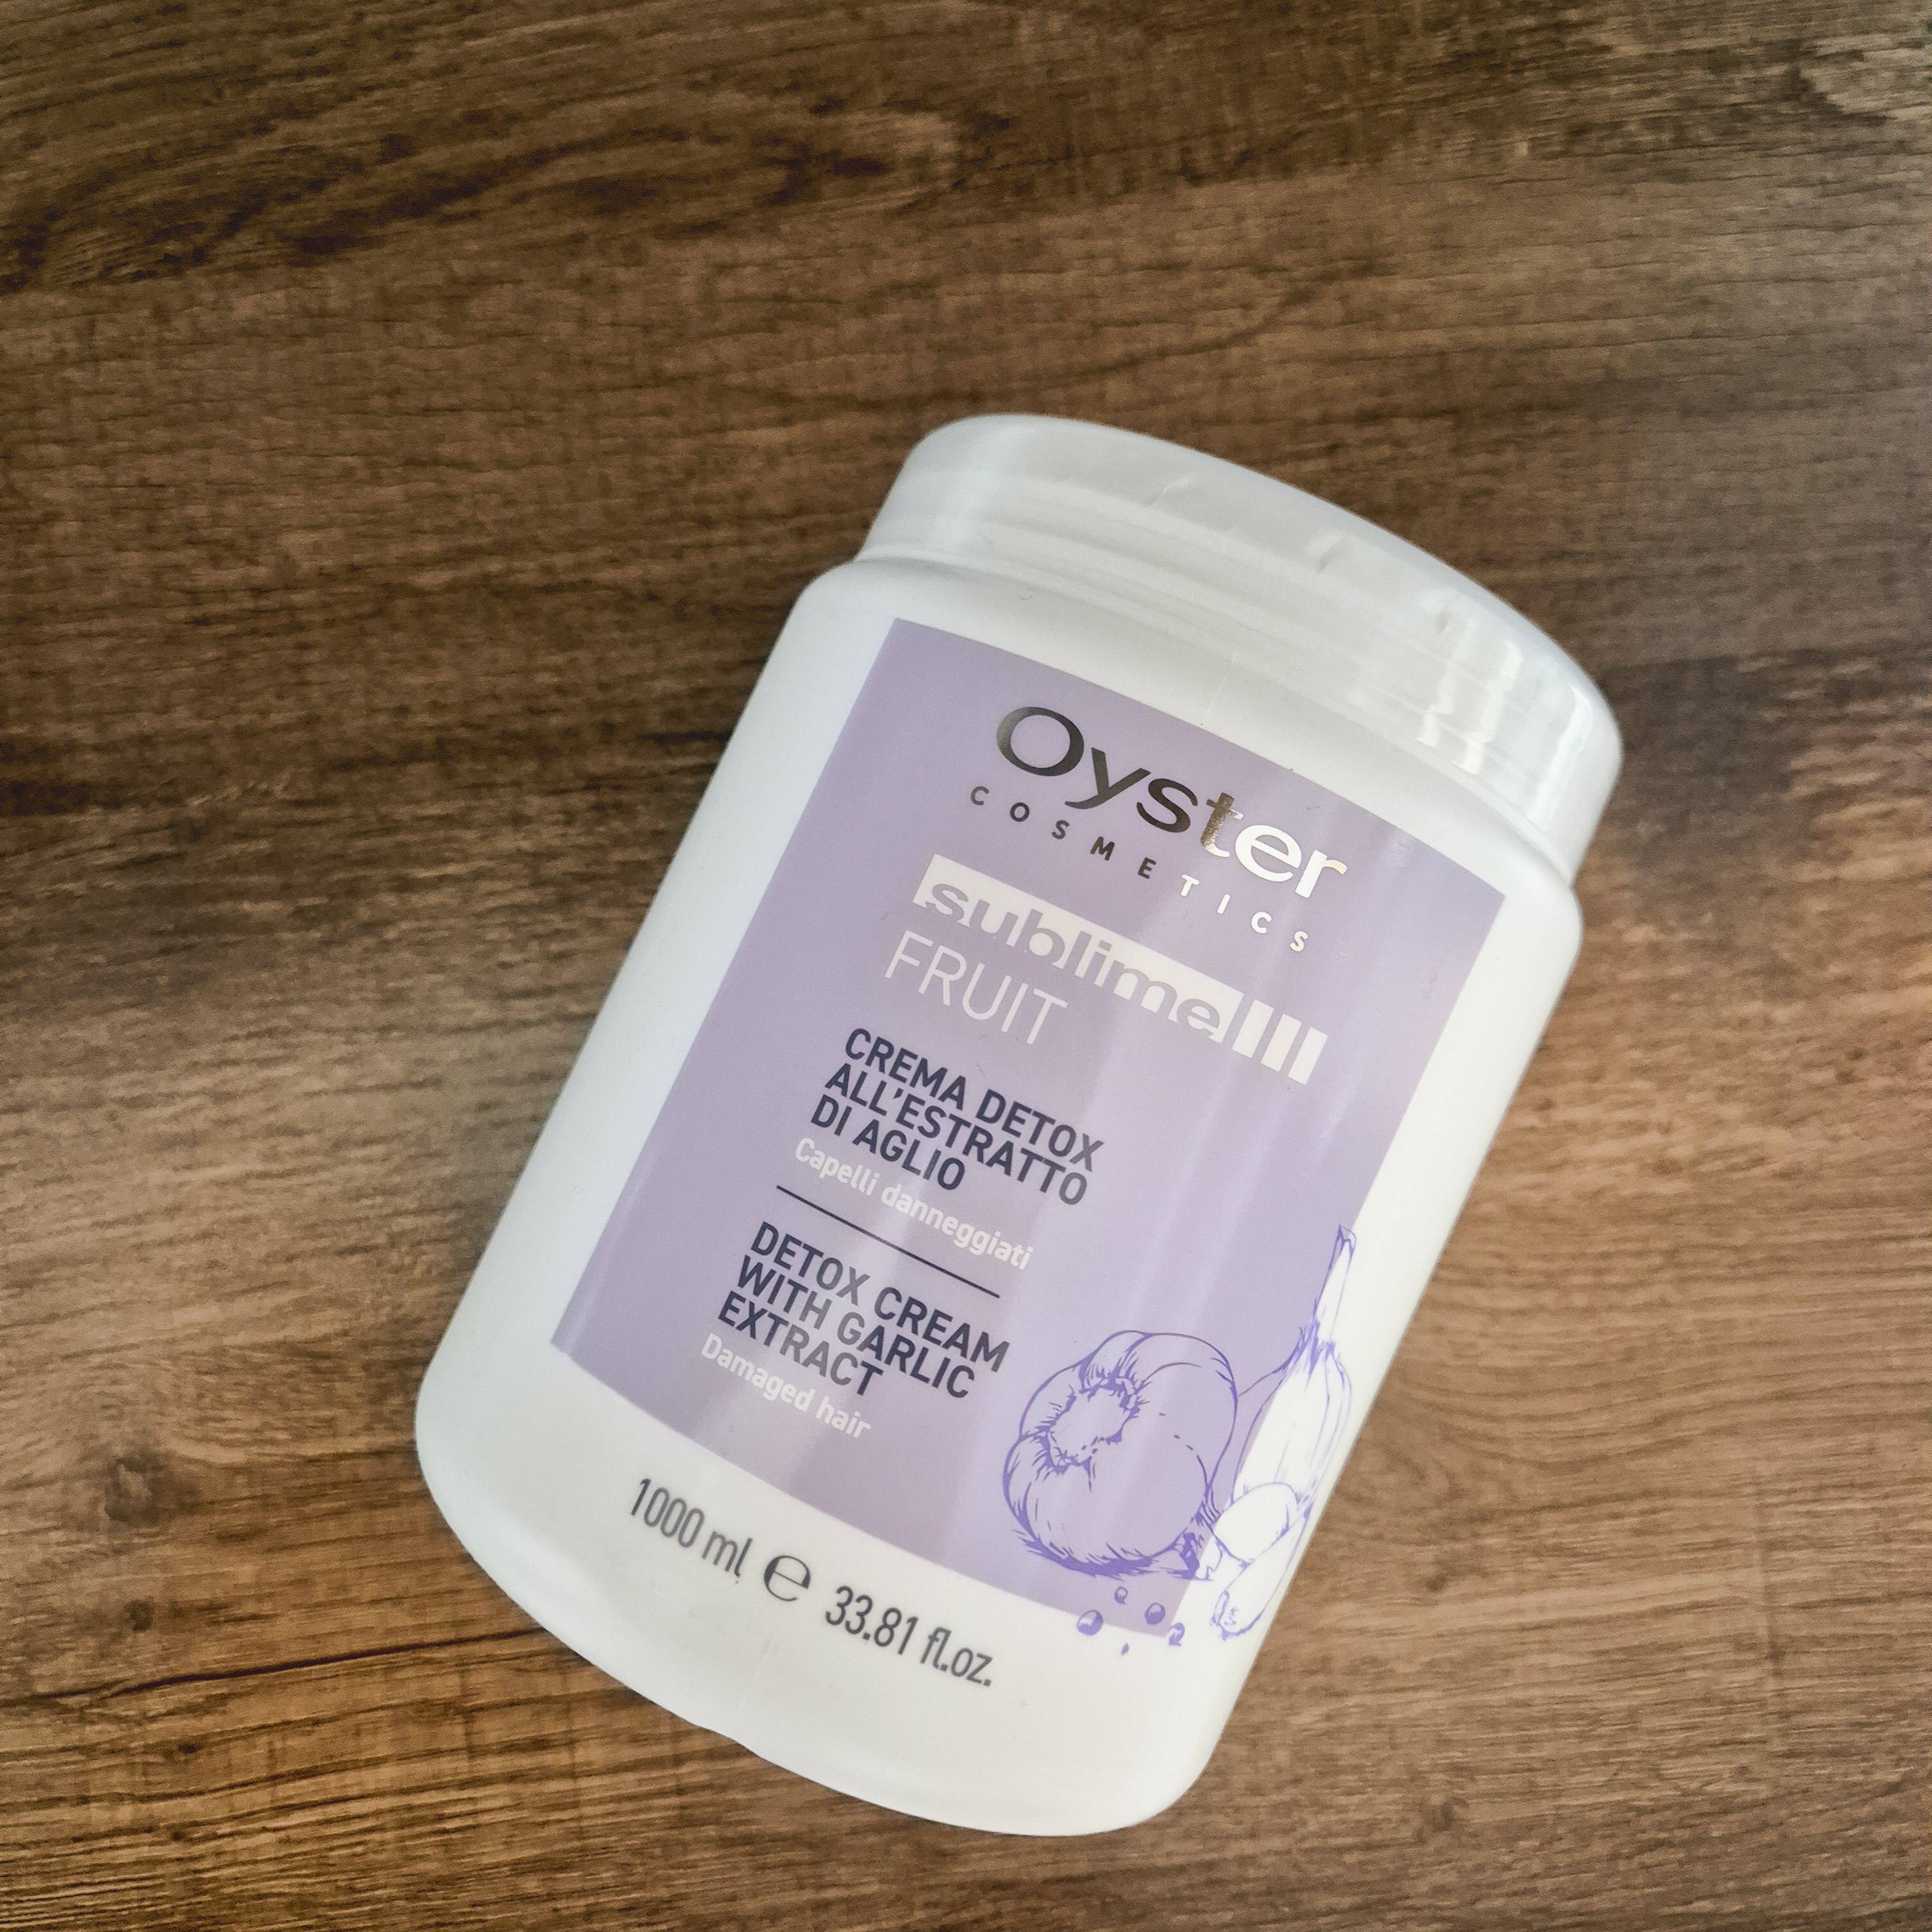 Oyster
COSMETICS
sublime
FRUIT
CREMA DETOX
ALL'ESTRATTO
DI AGLIO
Capelli danneggiati
DETOX CREAM
WITH GARLIC
EXTRACT
Damaged hair
1000 ml ℮ 33.81 fl.oz.